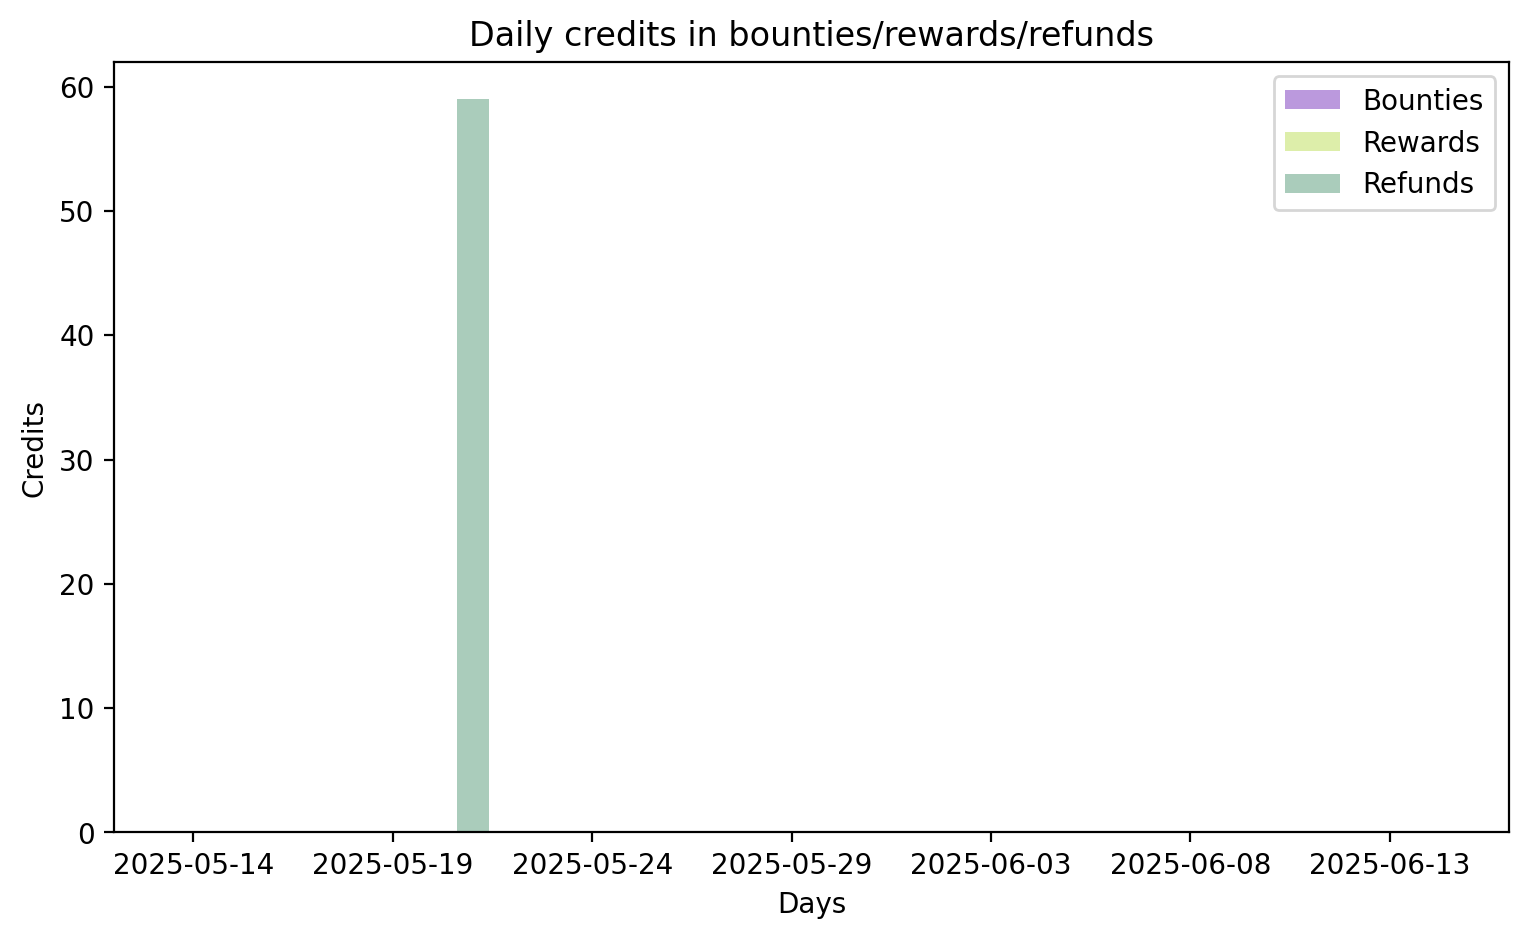 Daily credits in bounties/rewards/refunds
60
50
40
30
20
10
0
Credits
Bounties
Rewards
Refunds
2025-05-14 2025-05-19 2025-05-24 2025-05-29 2025-06-03 2025-06-08 2025-06-13
Days